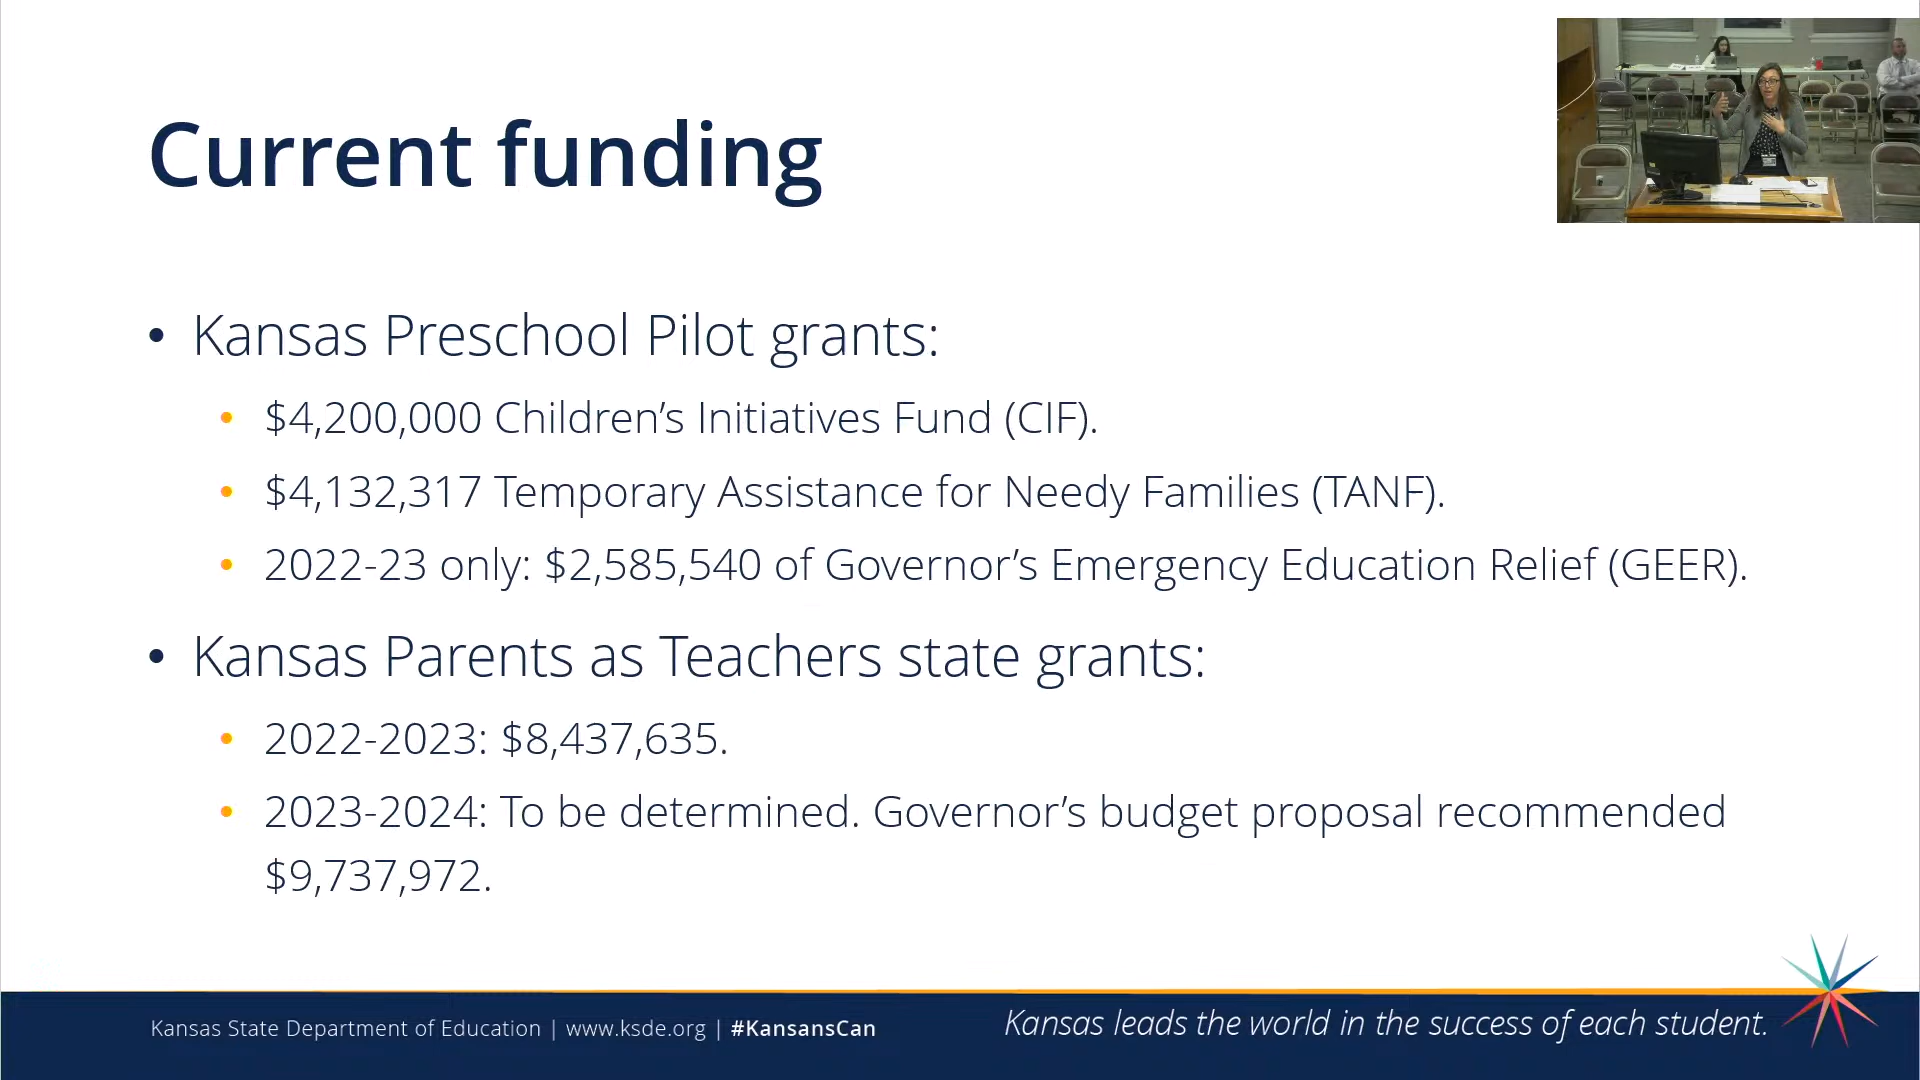 Current funding
• Kansas Preschool Pilot grants:
• $4,200,000 Children’s Initiatives Fund (CIF).
• $4,132,317 Temporary Assistance for Needy Families (TANF).
• 2022-23 only: $2,585,540 of Governor’s Emergency Education Relief (GEER).
• Kansas Parents as Teachers state grants:
• 2022-2023: $8,437,635.
• 2023-2024: To be determined. Governor’s budget proposal recommended
$9,737,972.
Kansas State Department of Education | www.ksde.org | #KansansCan
Kansas leads the world in the success of each student.